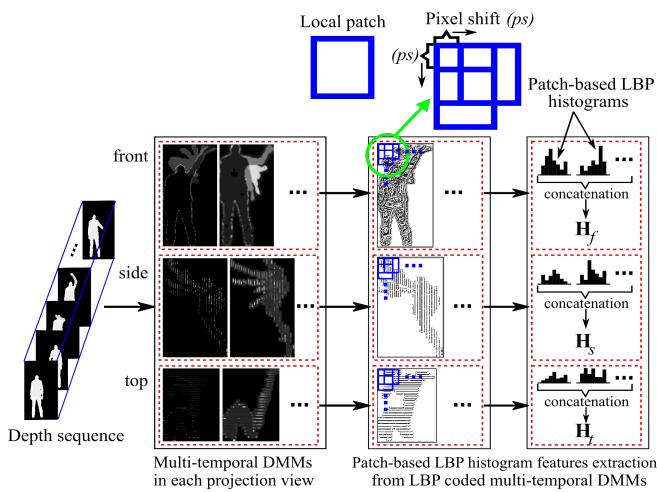 Local patch
Pixel shift (ps)
(ps)
Patch-based LBP
histograms
front
concatenation
H_f
side
concatenation
H_s
top
concatenation
H_t
Depth sequence
Multi-temporal DMMs
in each projection view
Patch-based LBP histogram features extraction
from LBP coded multi-temporal DMMs